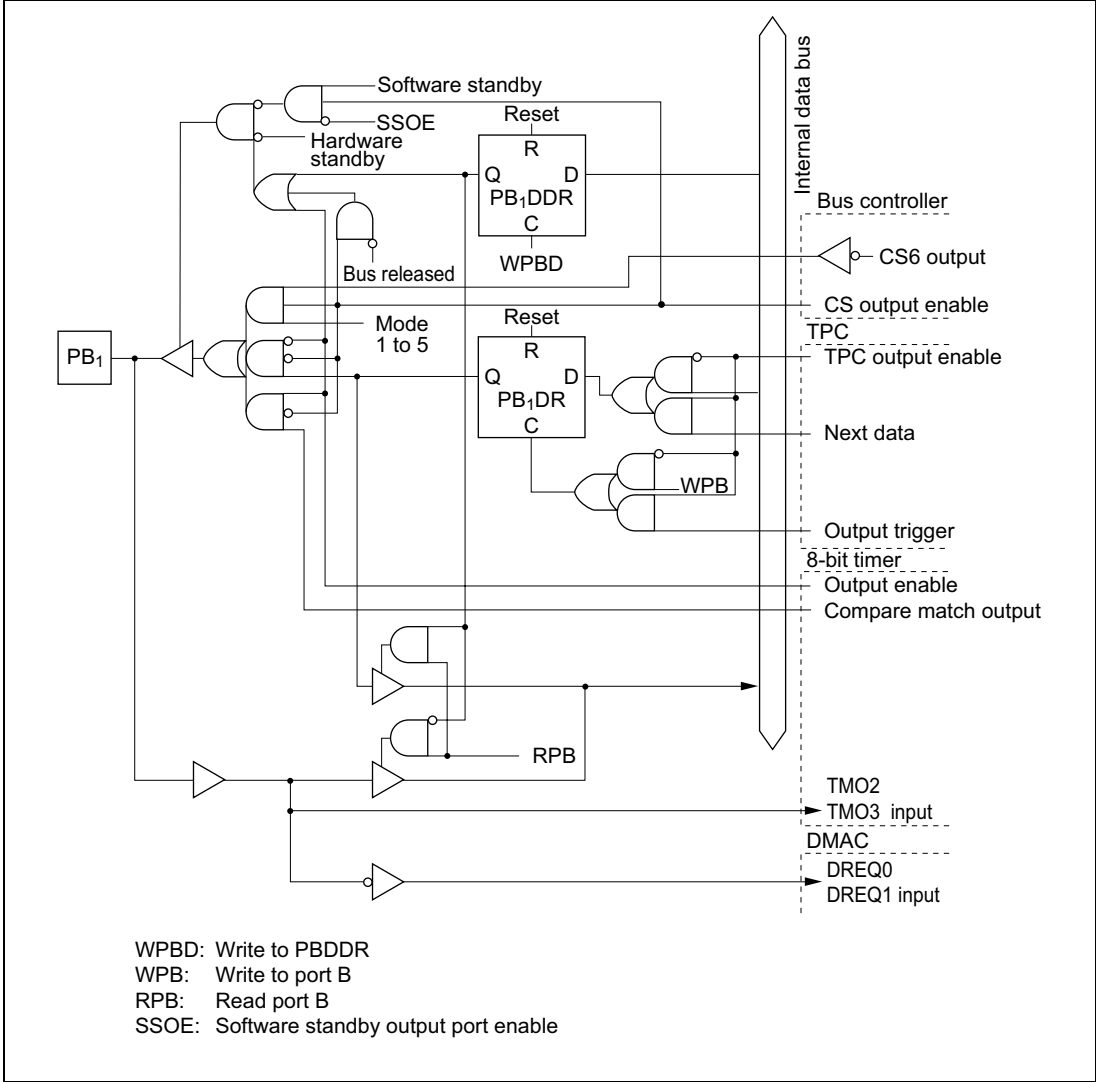 Software standby
SSOE
Hardware
standby
Reset
R
Q D
PB1DDR
C
WPBD
Internal data bus
Bus controller
Bus released
CS6 output
CS output enable
Mode
1 to 5
TPC
Reset
TPC output enable
PB1
R
Q D
PB1DR
C
Next data
WPB
Output trigger
8-bit timer
Output enable
Compare match output
RPB
TMO2
TMO3 input
DMAC
DREQ0
DREQ1 input
WPBD: Write to PBDDR
WPB: Write to port B
RPB: Read port B
SSOE: Software standby output port enable